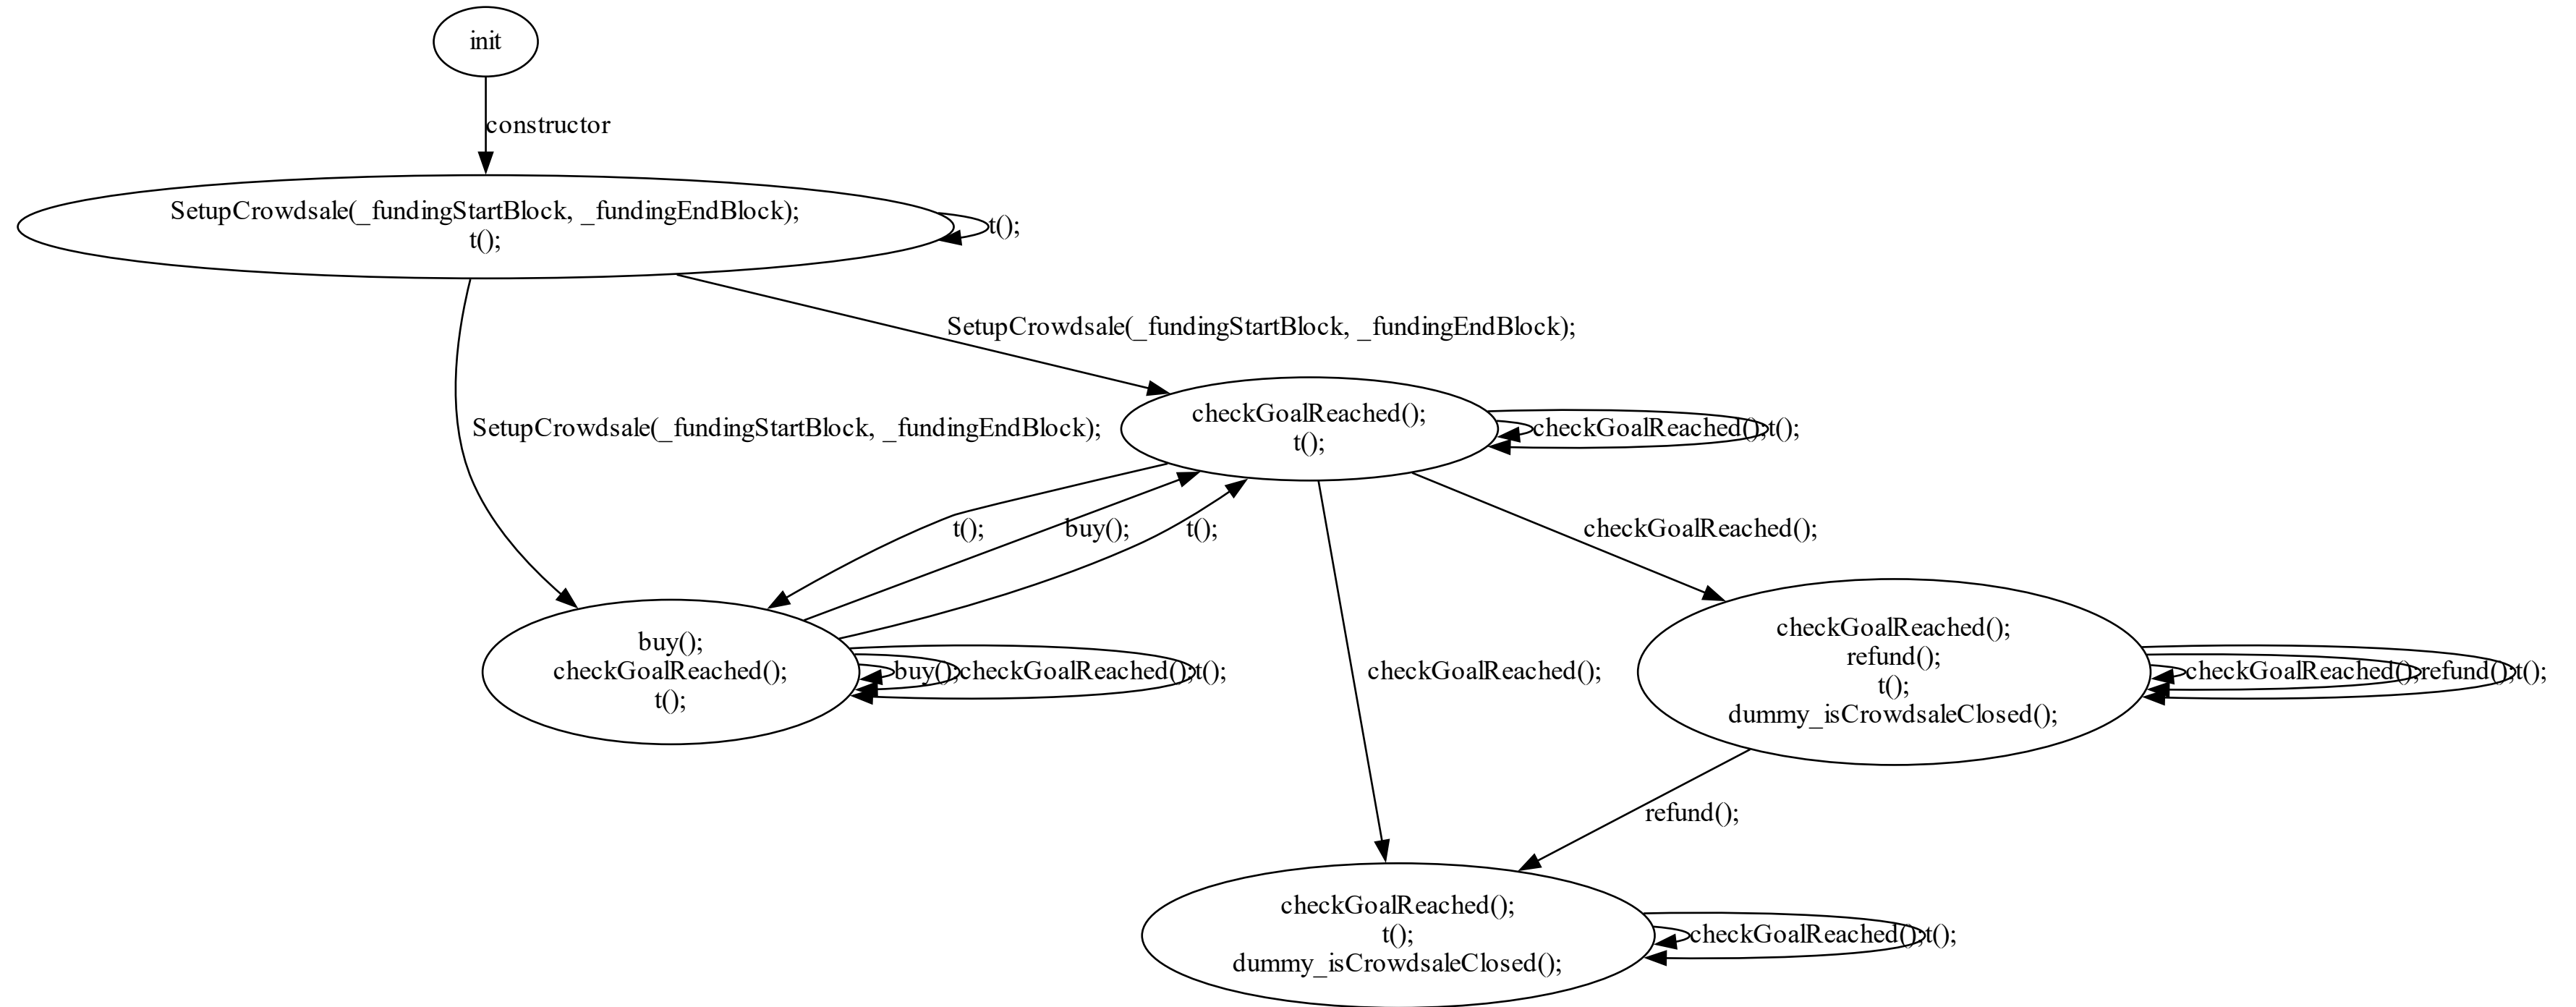 init
constructor
SetupCrowdsale(_fundingStartBlock, _fundingEndBlock);
t();
t();
SetupCrowdsale(_fundingStartBlock, _fundingEndBlock);
SetupCrowdsale(_fundingStartBlock, _fundingEndBlock);
checkGoalReached();
t();
checkGoalReached();
t();
t();
buy();
t();
checkGoalReached();
buy();
checkGoalReached();
t();
buy();
checkGoalReached();
t();
checkGoalReached();
checkGoalReached();
refund();
t();
dummy_isCrowdsaleClosed();
checkGoalReached();
refund();
t();
refund();
checkGoalReached();
t();
dummy_isCrowdsaleClosed();
checkGoalReached();
t();